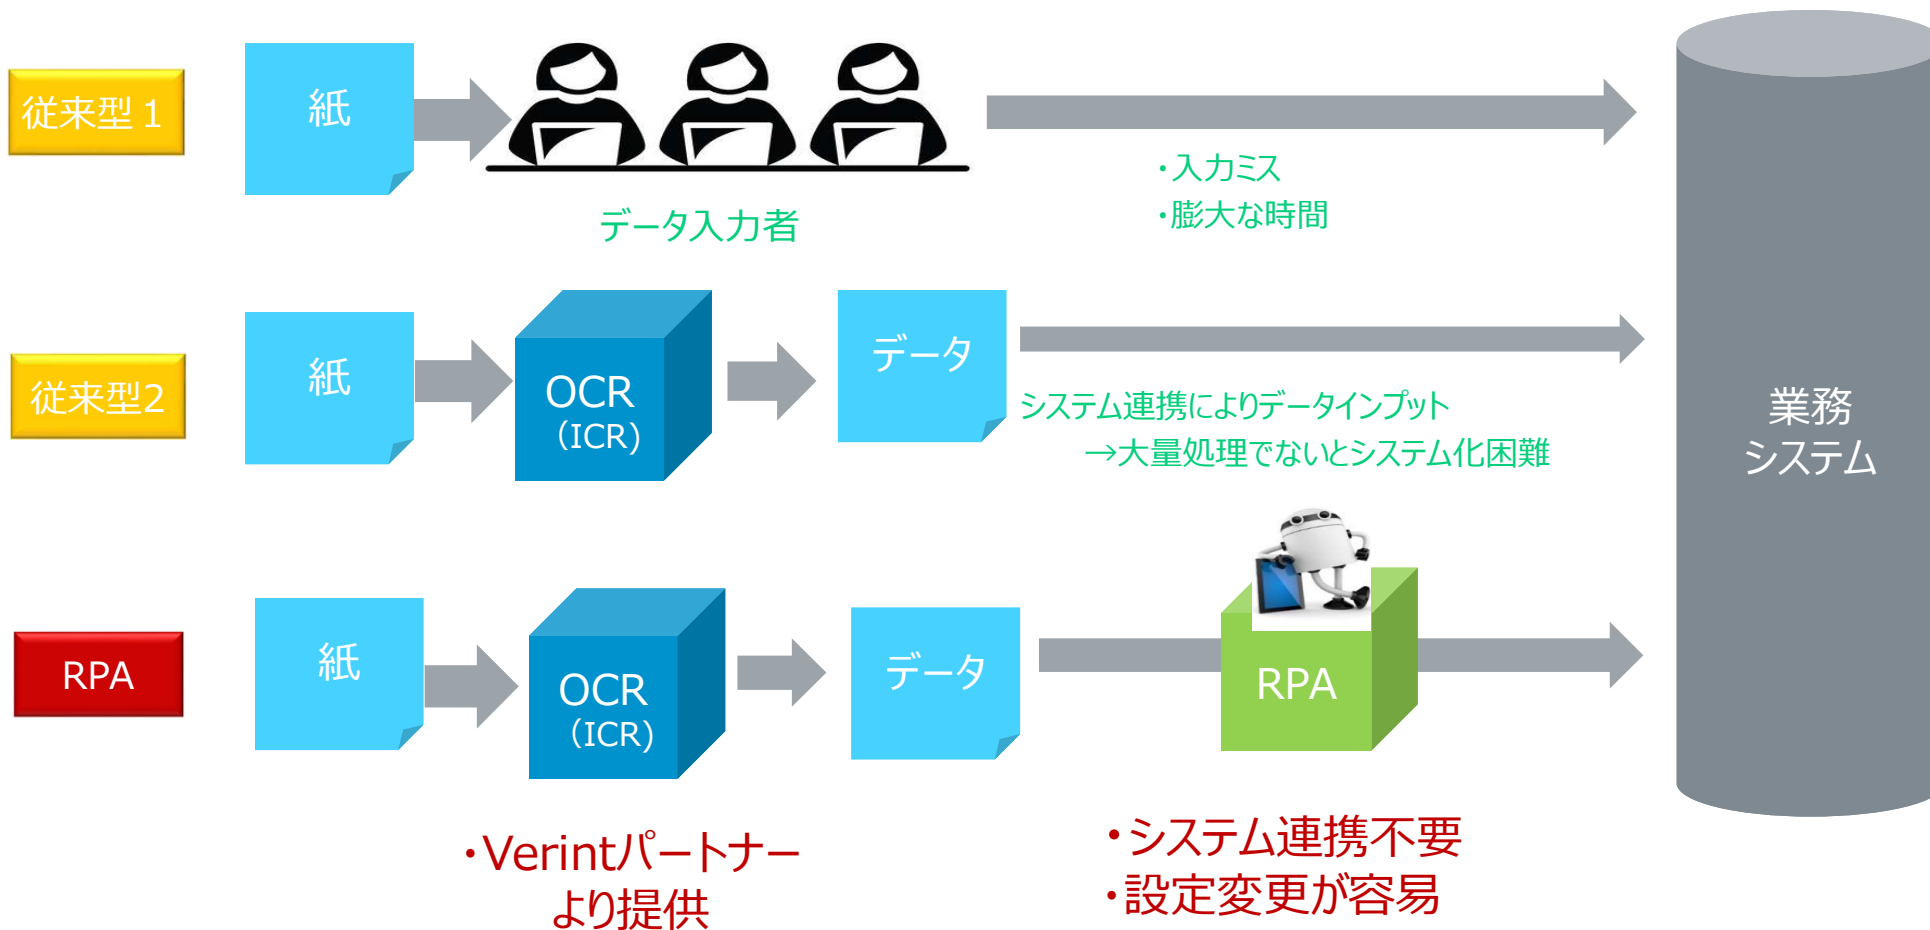 従来型１
紙
データ入力者
・入力ミス
・膨大な時間
従来型2
紙
OCR
（ICR)
データ
システム連携によりデータインプット
→大量処理でないとシステム化困難
業務
システム
RPA
紙
OCR
（ICR)
データ
RPA
・Verintパートナー
より提供
・システム連携不要
・設定変更が容易